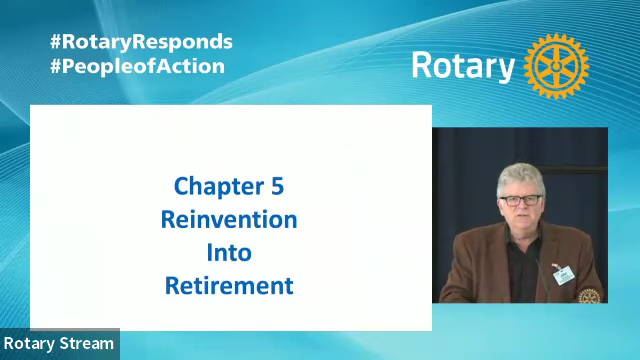 #RotaryResponds
#PeopleofAction
Rotary
Chapter 5
Reinvention
Into
Retirement
Rotary Stream